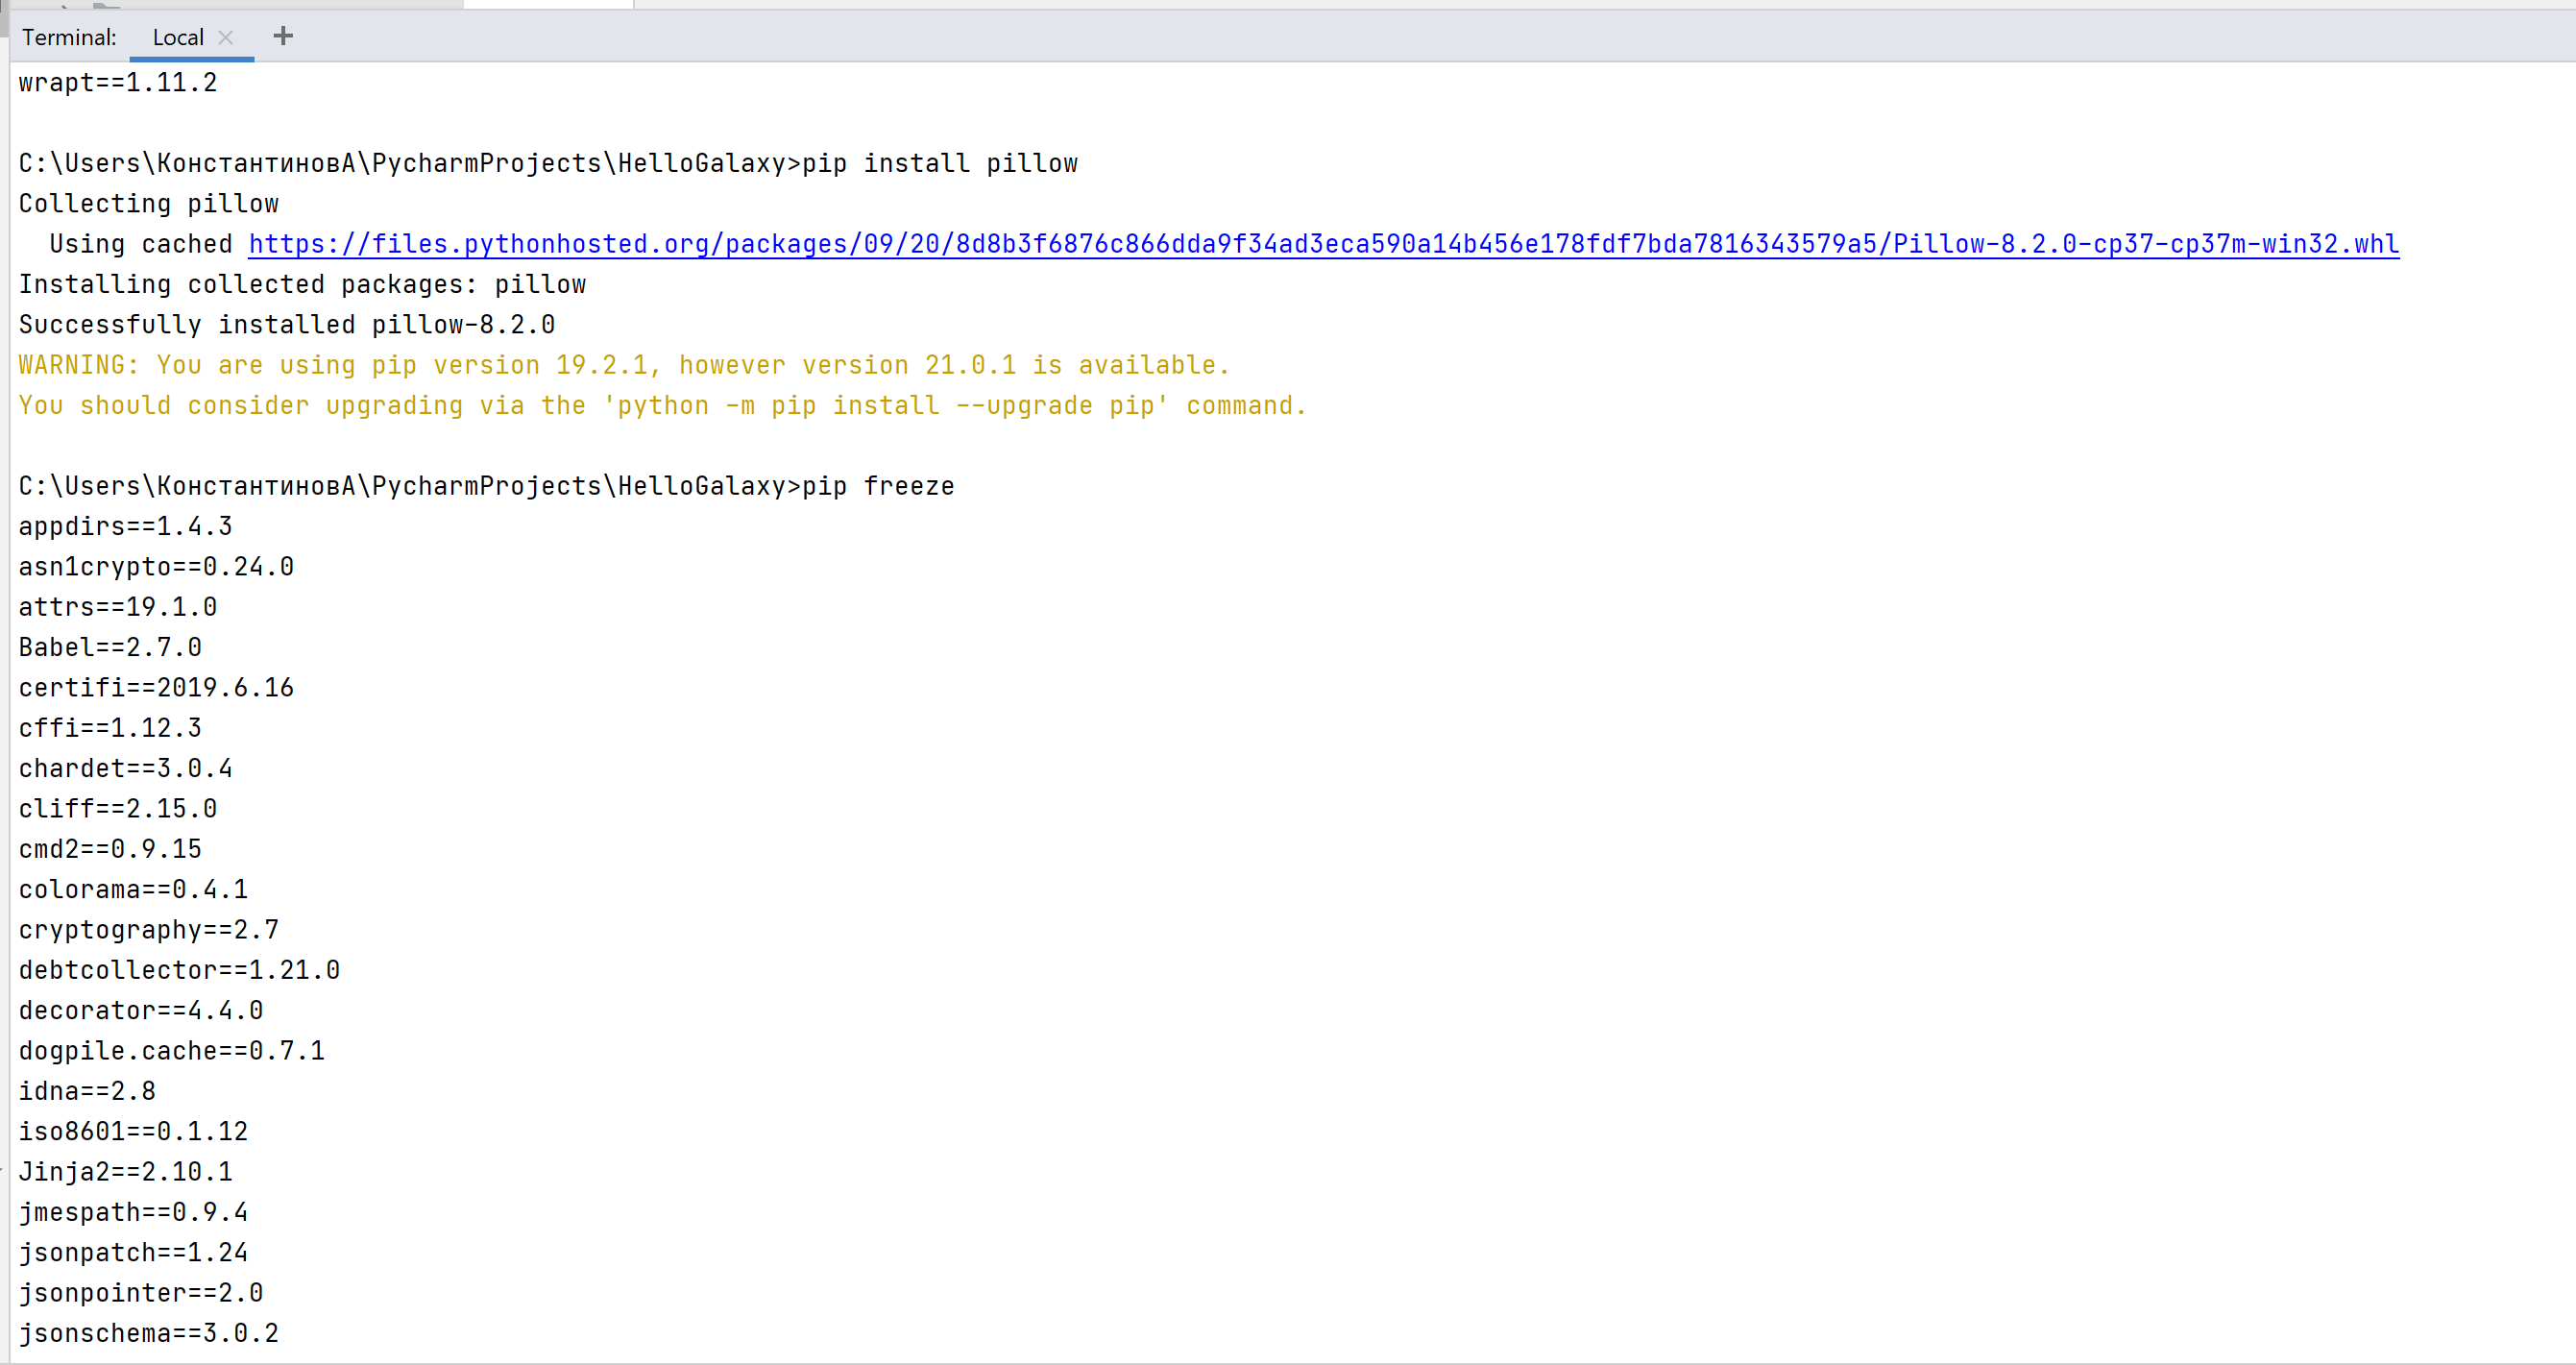 Terminal: Local
wrapt==1.11.2
C:\Users\КонстантиновА\PycharmProjects\HelloGalaxy>pip install pillow
Collecting pillow
Using cached https://files.pythonhosted.org/packages/09/20/8d8b3f6876c866dda9f34ad3eca590a14b456e178fdf7bda7816343579a5/Pillow-8.2.0-cp37-cp37m-win32.whl
Installing collected packages: pillow
Successfully installed pillow-8.2.0
WARNING: You are using pip version 19.2.1, however version 21.0.1 is available.
You should consider upgrading via the 'python -m pip install --upgrade pip' command.
C:\Users\КонстантиновА\PycharmProjects\HelloGalaxy>pip freeze
appdirs==1.4.3
asn1crypto==0.24.0
attrs==19.1.0
Babel==2.7.0
certifi==2019.6.16
cffi==1.12.3
chardet==3.0.4
cliff==2.15.0
cmd2==0.9.15
colorama==0.4.1
cryptography==2.7
debtcollector==1.21.0
decorator==4.4.0
dogpile.cache==0.7.1
idna==2.8
iso8601==0.1.12
Jinja2==2.10.1
jmespath==0.9.4
jsonpatch==1.24
jsonpointer==2.0
jsonschema==3.0.2